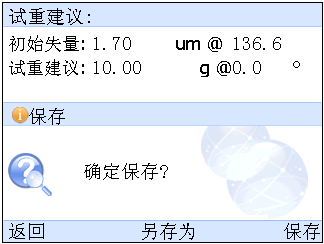 试重建议:
初始失量: 1.70 um @ 136.6
试重建议: 10.00 g @0.0 °
保存
确定保存?
返回 另存为 保存